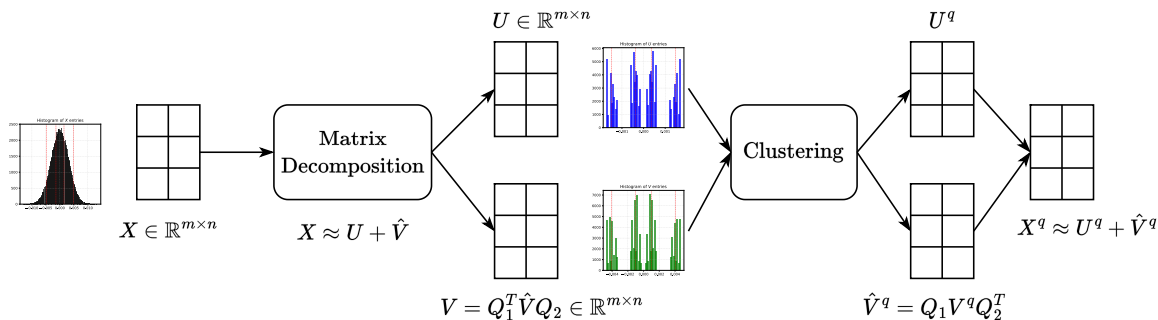 U ∈ ℝ^{m×n}
U^q
Histogram of U entries
Histogram of X entries
Matrix
Decomposition
Clustering
X ∈ ℝ^{m×n}
X ≈ U + V̂
Histogram of V entries
X^q ≈ U^q + V̂^q
V = Q_1^T V̂ Q_2 ∈ ℝ^{m×n}
V̂^q = Q_1 V^q Q_2^T